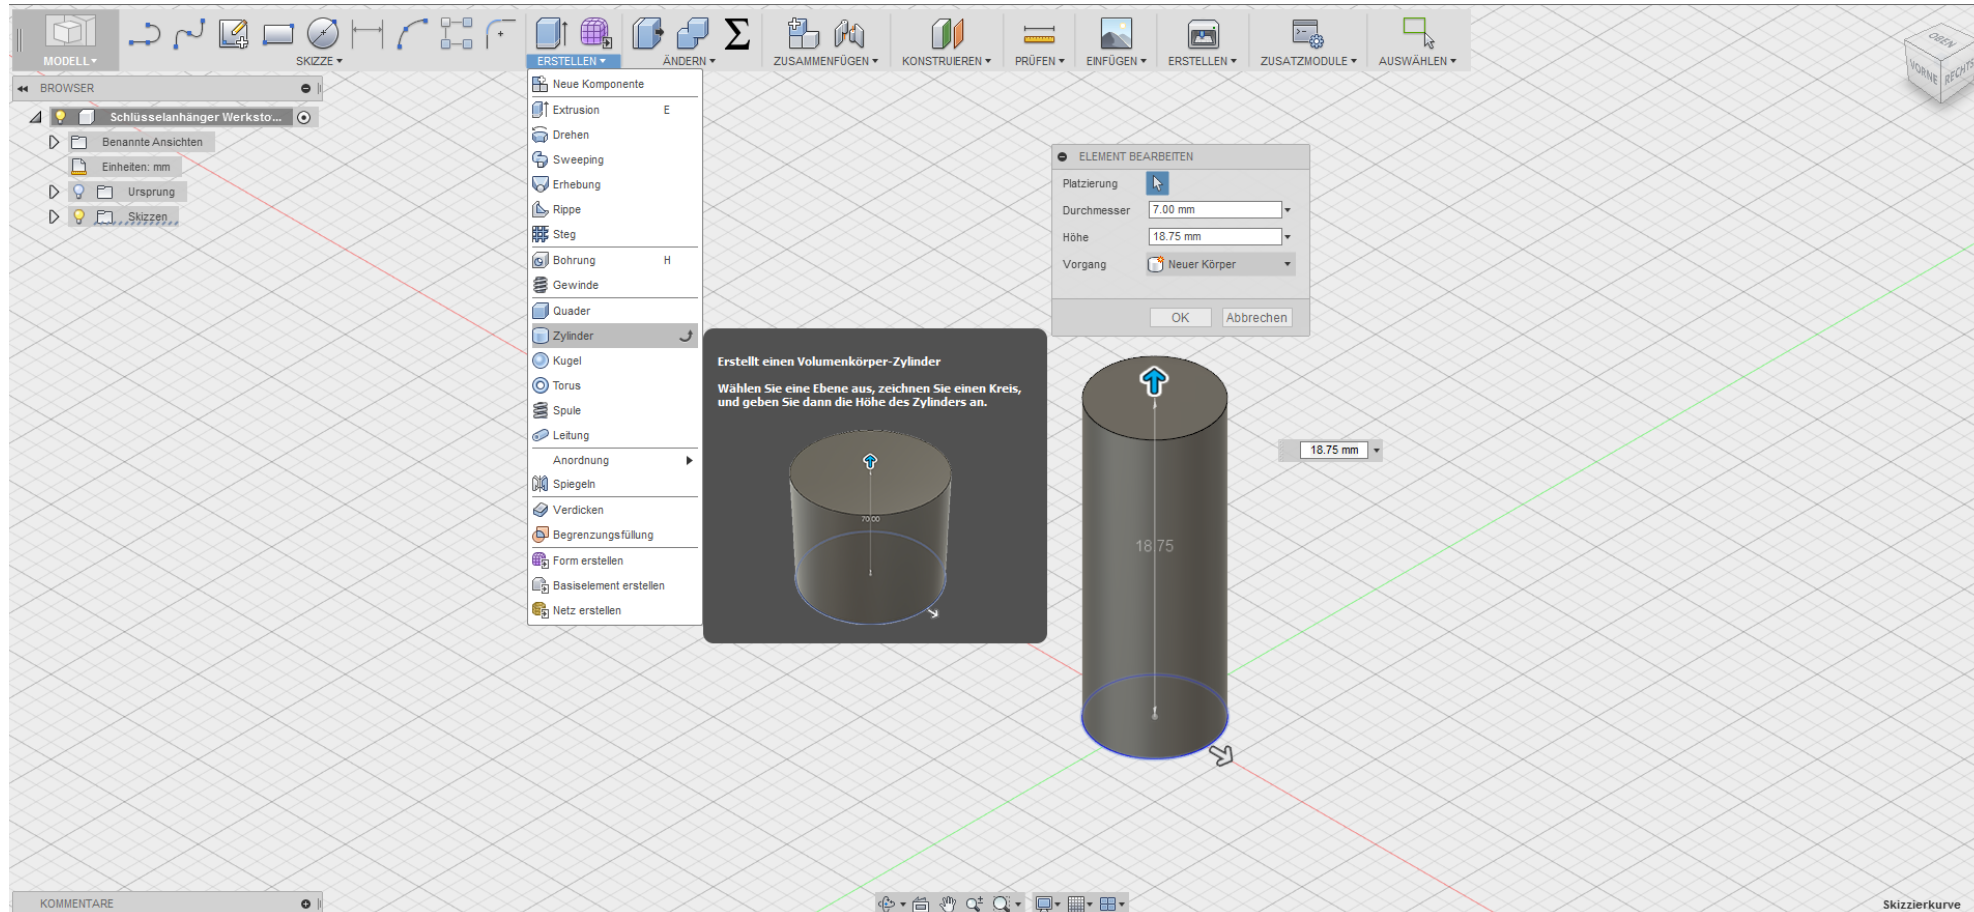 MODELL
SKIZZE
ERSTELLEN
ÄNDERN
ZUSAMMENFÜGEN
KONSTRUIEREN
PRÜFEN
EINFÜGEN
ERSTELLEN
ZUSATZMODULE
AUSWÄHLEN
OBEN
VORNE
RECHTS
BROWSER
Schlüsselanhänger Werksto...
Benannte Ansichten
Einheiten: mm
Ursprung
Skizzen
Neue Komponente
Extrusion E
Drehen
Sweeping
Erhebung
Rippe
Steg
Bohrung H
Gewinde
Quader
Zylinder
Kugel
Torus
Spule
Leitung
Anordnung
Spiegeln
Verdicken
Begrenzungsfüllung
Form erstellen
Basiselement erstellen
Netz erstellen
Erstellt einen Volumenkörper-Zylinder
Wählen Sie eine Ebene aus, zeichnen Sie einen Kreis,
und geben Sie dann die Höhe des Zylinders an.
70.00
ELEMENT BEARBEITEN
Platzierung
Durchmesser 7.00 mm
Höhe 18.75 mm
Vorgang Neuer Körper
OK Abbrechen
18.75 mm
18.75
KOMMENTARE
Skizzierkurve